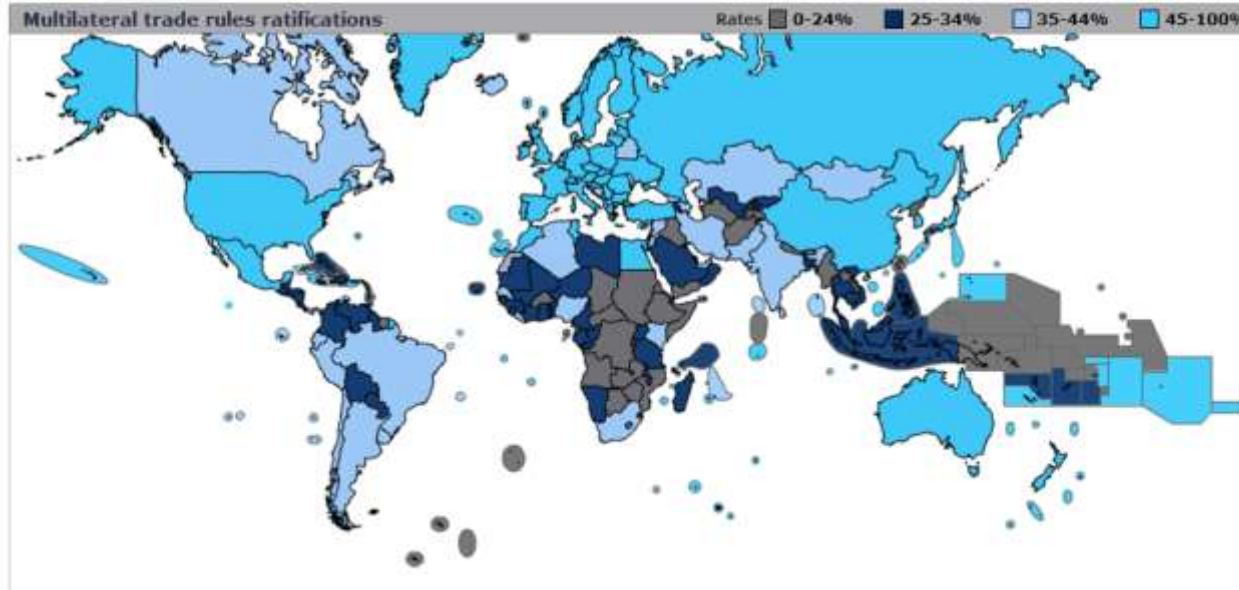 Multilateral trade rules ratifications
Rates 0-24% 25-34% 35-44% 45-100%